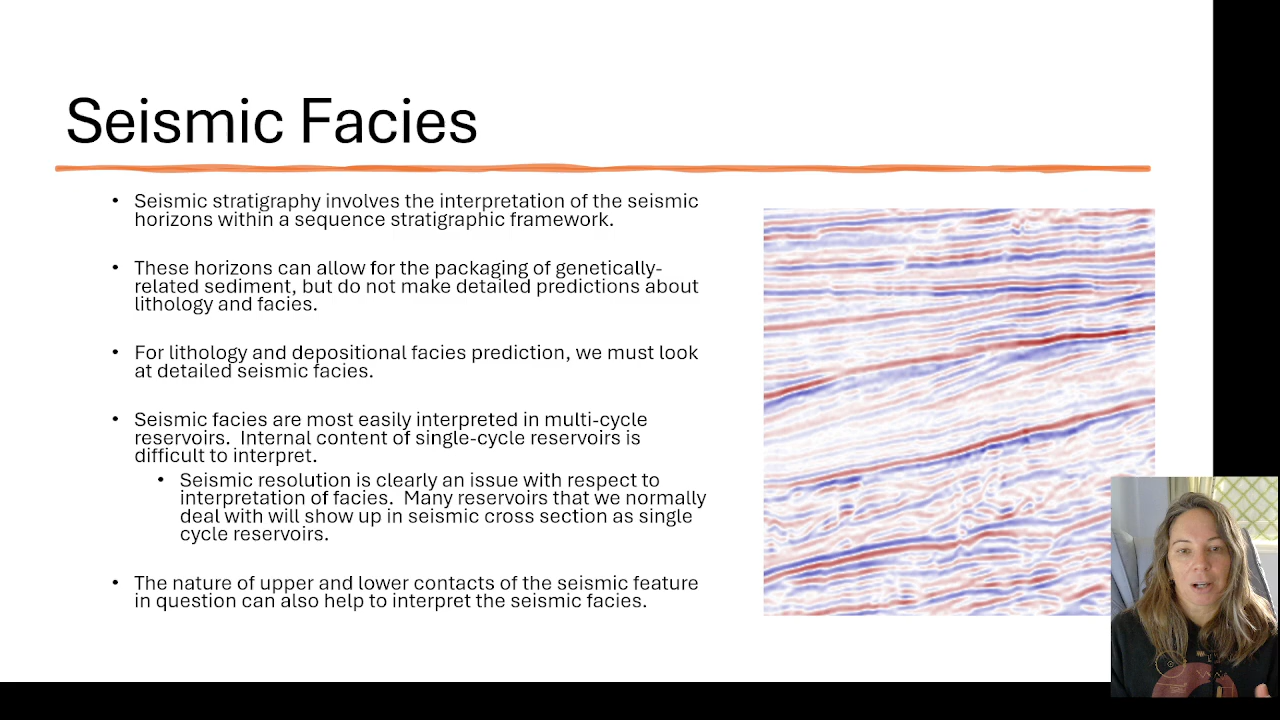 Seismic Facies
• Seismic stratigraphy involves the interpretation of the seismic
horizons within a sequence stratigraphic framework.
• These horizons can allow for the packaging of genetically-
related sediment, but do not make detailed predictions about
lithology and facies.
• For lithology and depositional facies prediction, we must look
at detailed seismic facies.
• Seismic facies are most easily interpreted in multi-cycle
reservoirs.  Internal content of single-cycle reservoirs is
difficult to interpret.
• Seismic resolution is clearly an issue with respect to
interpretation of facies.  Many reservoirs that we normally
deal with will show up in seismic cross section as single
cycle reservoirs.
• The nature of upper and lower contacts of the seismic feature
in question can also help to interpret the seismic facies.